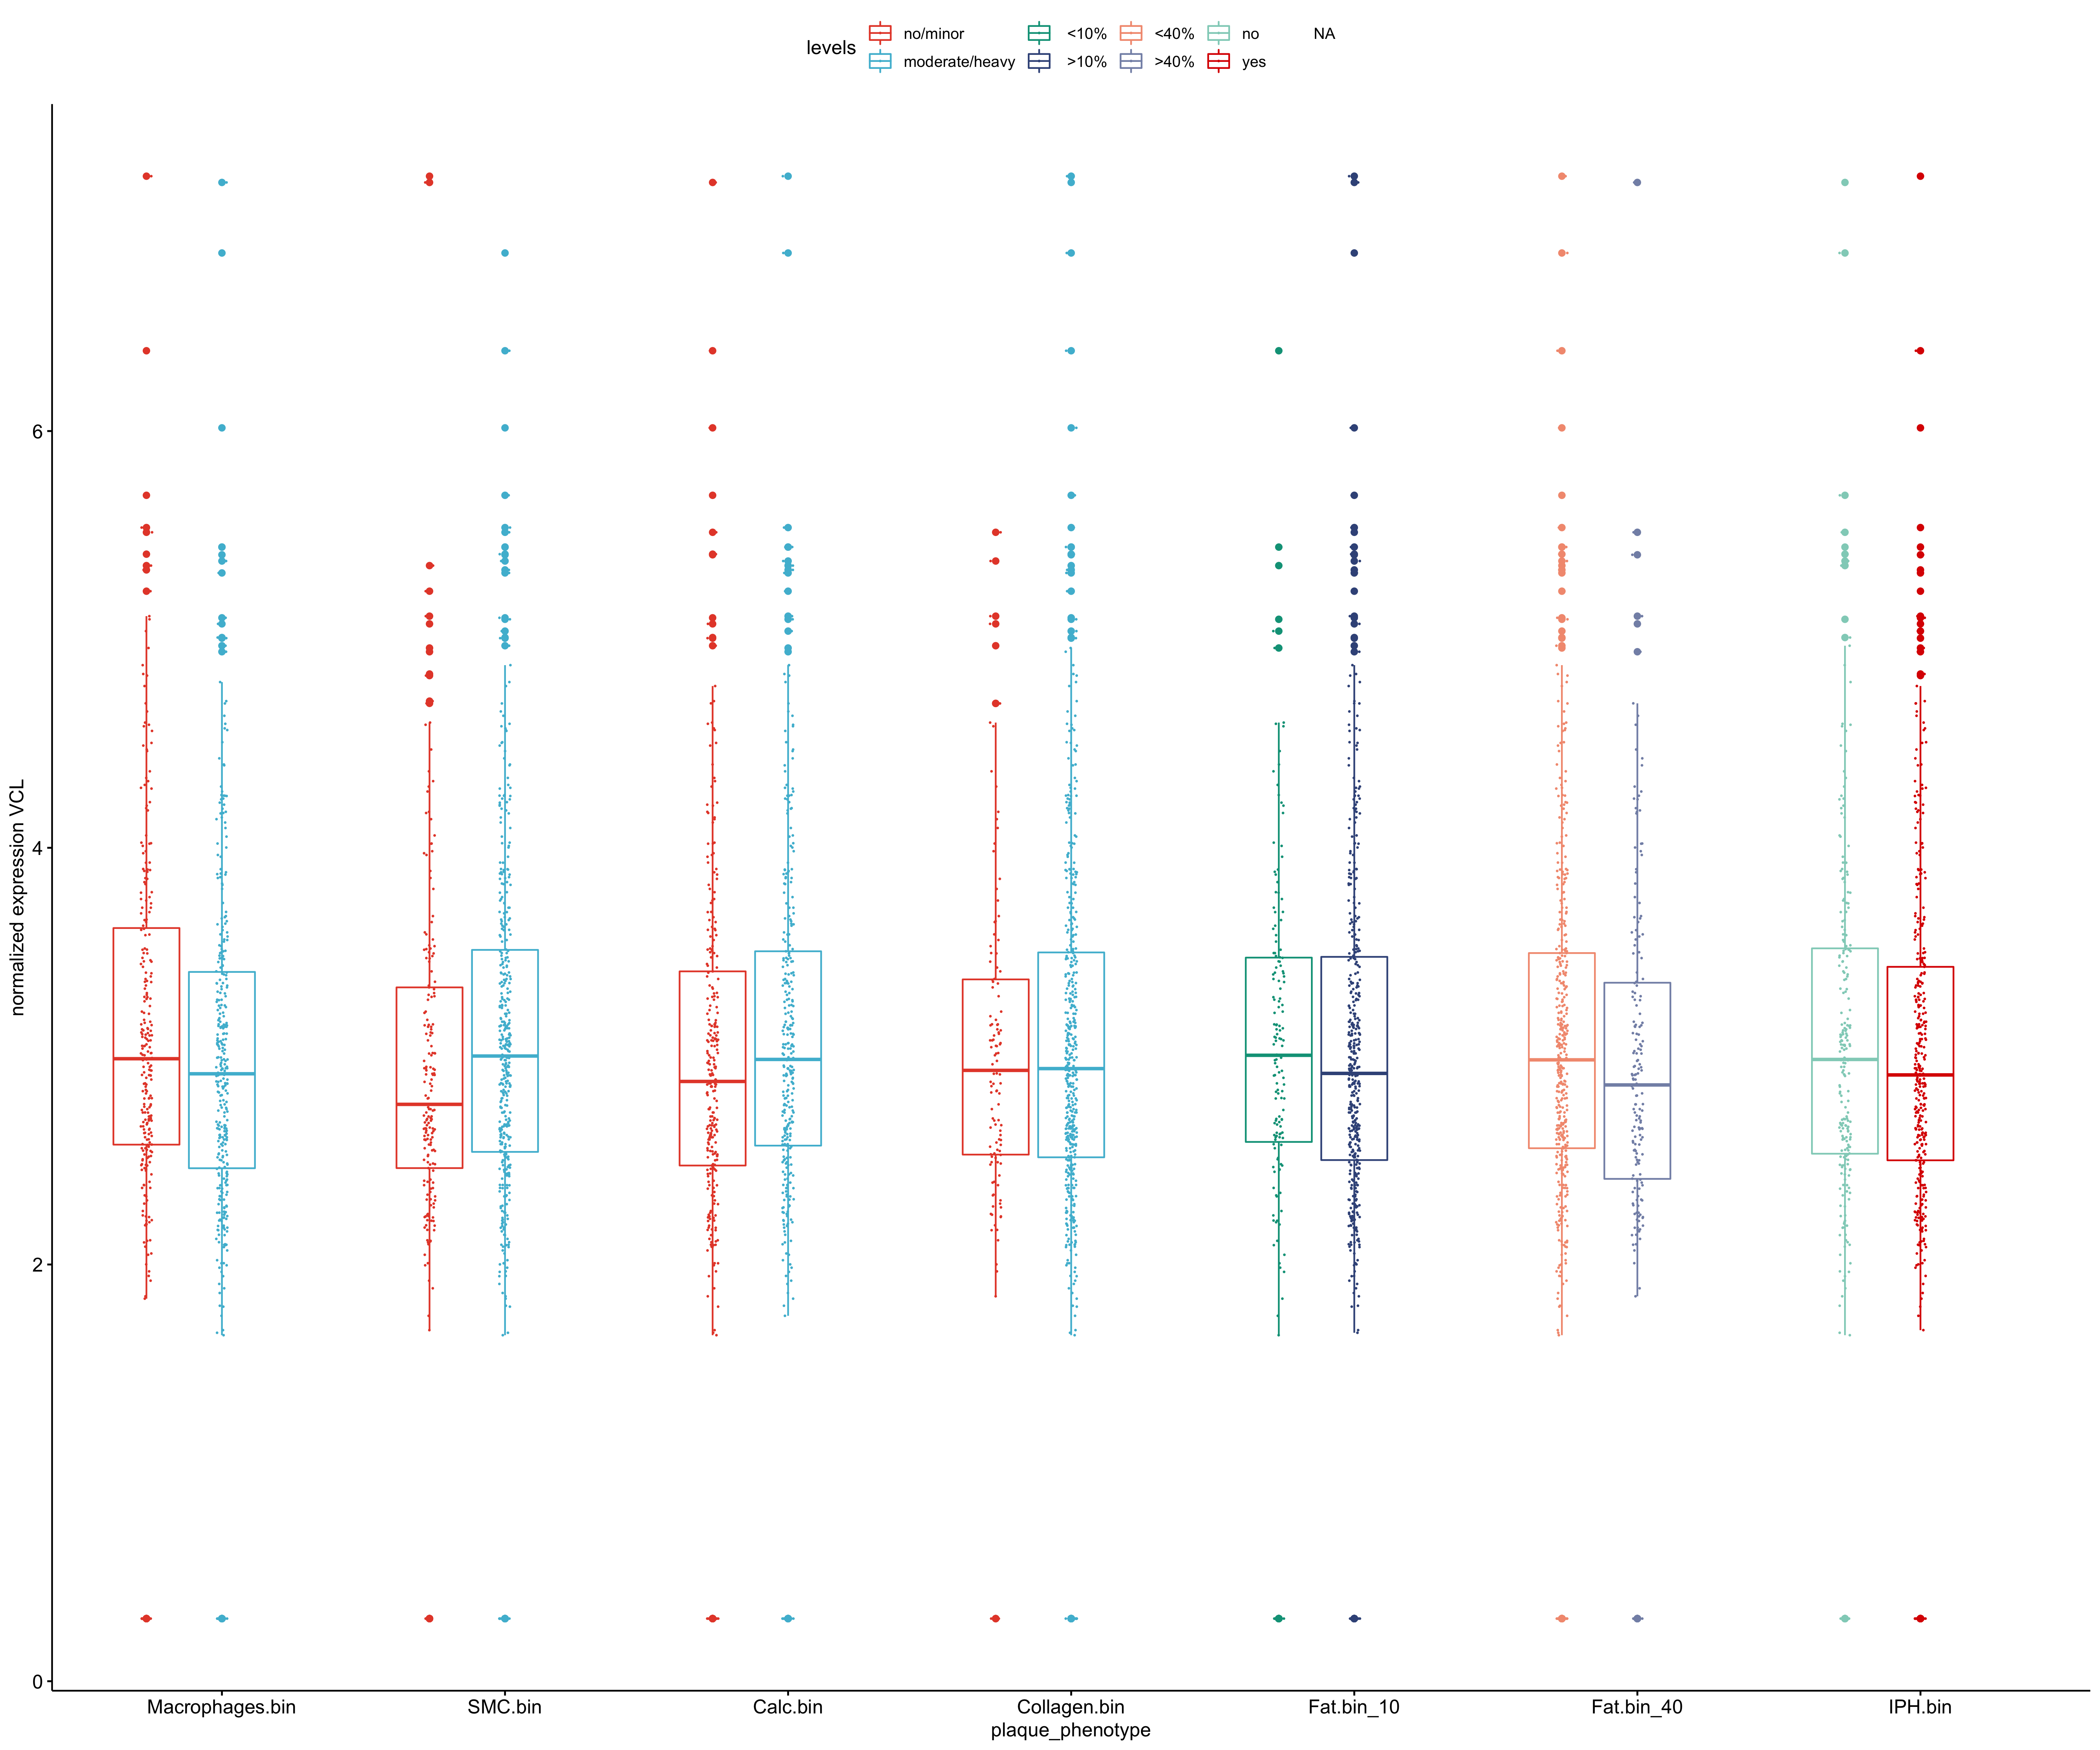 levels
no/minor
<10%
<40%
no
NA
moderate/heavy
>10%
>40%
yes
normalized expression VCL
6
4
2
0
Macrophages.bin
SMC.bin
Calc.bin
Collagen.bin
Fat.bin_10
Fat.bin_40
IPH.bin
plaque_phenotype